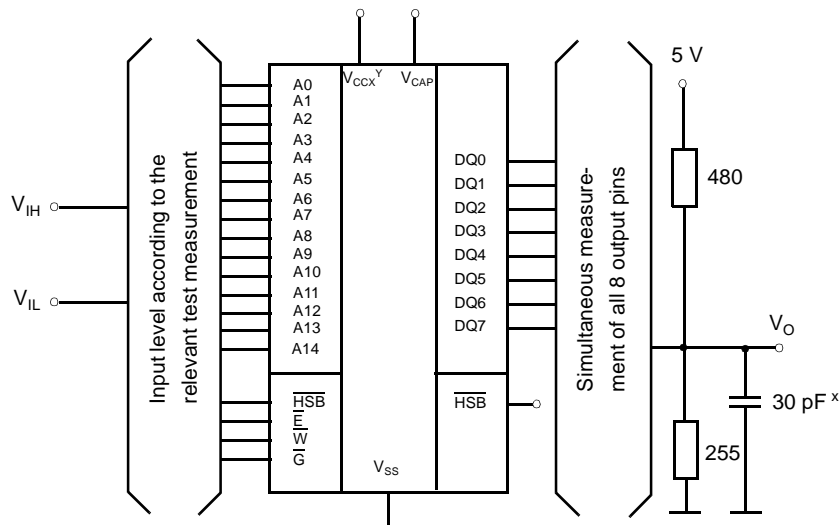 V_IH
V_IL
Input level according to the
relevant test measurement
A0
A1
A2
A3
A4
A5
A6
A7
A8
A9
A10
A11
A12
A13
A14
HSB
E
W
G
V_CCX^Y
V_CAP
V_SS
DQ0
DQ1
DQ2
DQ3
DQ4
DQ5
DQ6
DQ7
HSB
Simultaneous measure-
ment of all 8 output pins
5 V
480
V_O
30 pF^x
255